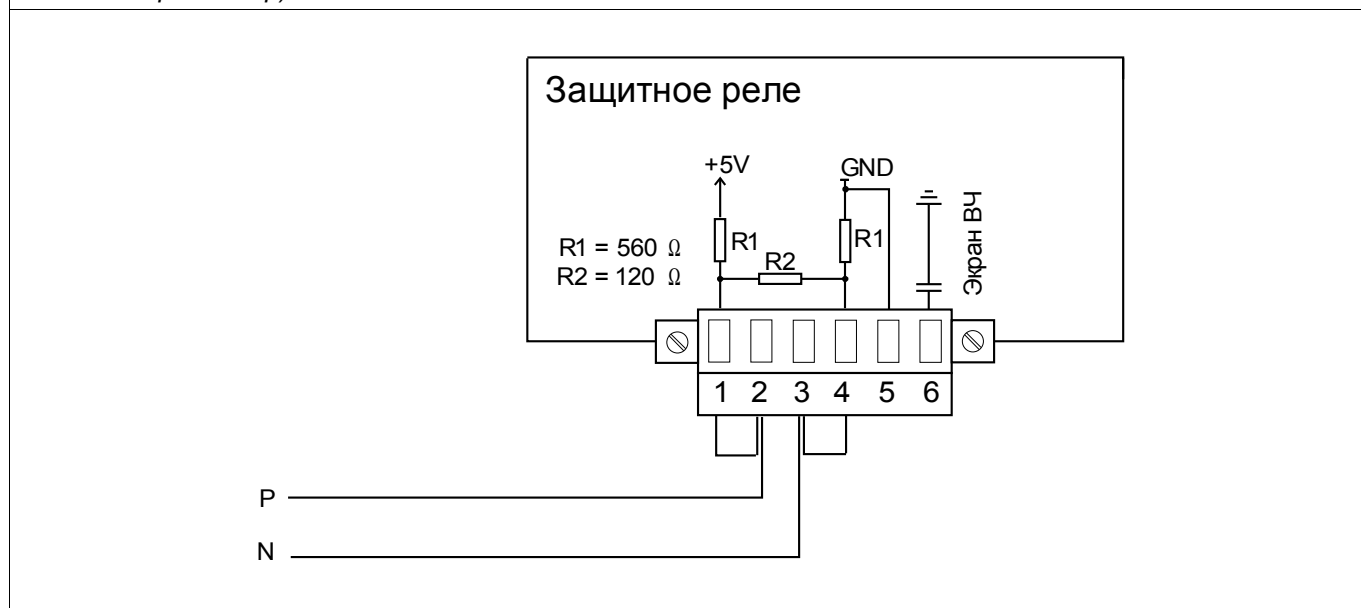 Защитное реле
+5V
GND
Экран ВЧ
R1
R1
R1 = 560 Ω
R2
R2 = 120 Ω
1 2 3 4 5 6
P
N